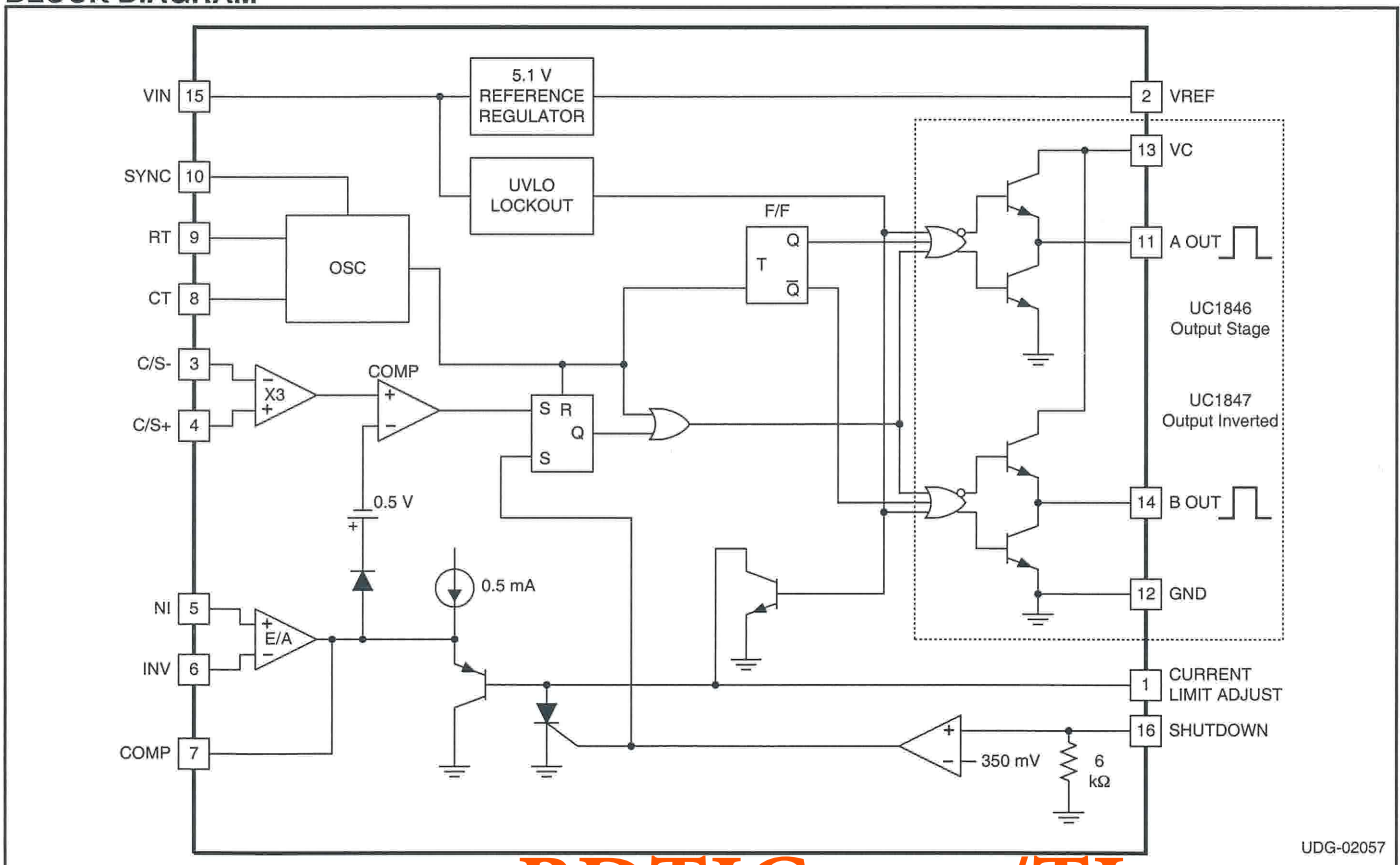 VIN 15
5.1 V
REFERENCE
REGULATOR
2 VREF
13 VC
SYNC 10
UVLO
LOCKOUT
F/F
RT 9
OSC
Q
T
Q̅
11 A OUT
CT 8
UC1846
Output Stage
C/S- 3
COMP
−
X3
+
+
−
S R
Q
S
UC1847
Output Inverted
C/S+ 4
0.5 V
+
14 B OUT
0.5 mA
NI 5
+
E/A
−
12 GND
INV 6
1 CURRENT
LIMIT ADJUST
COMP 7
+
−
350 mV
6
kΩ
16 SHUTDOWN
UDG-02057